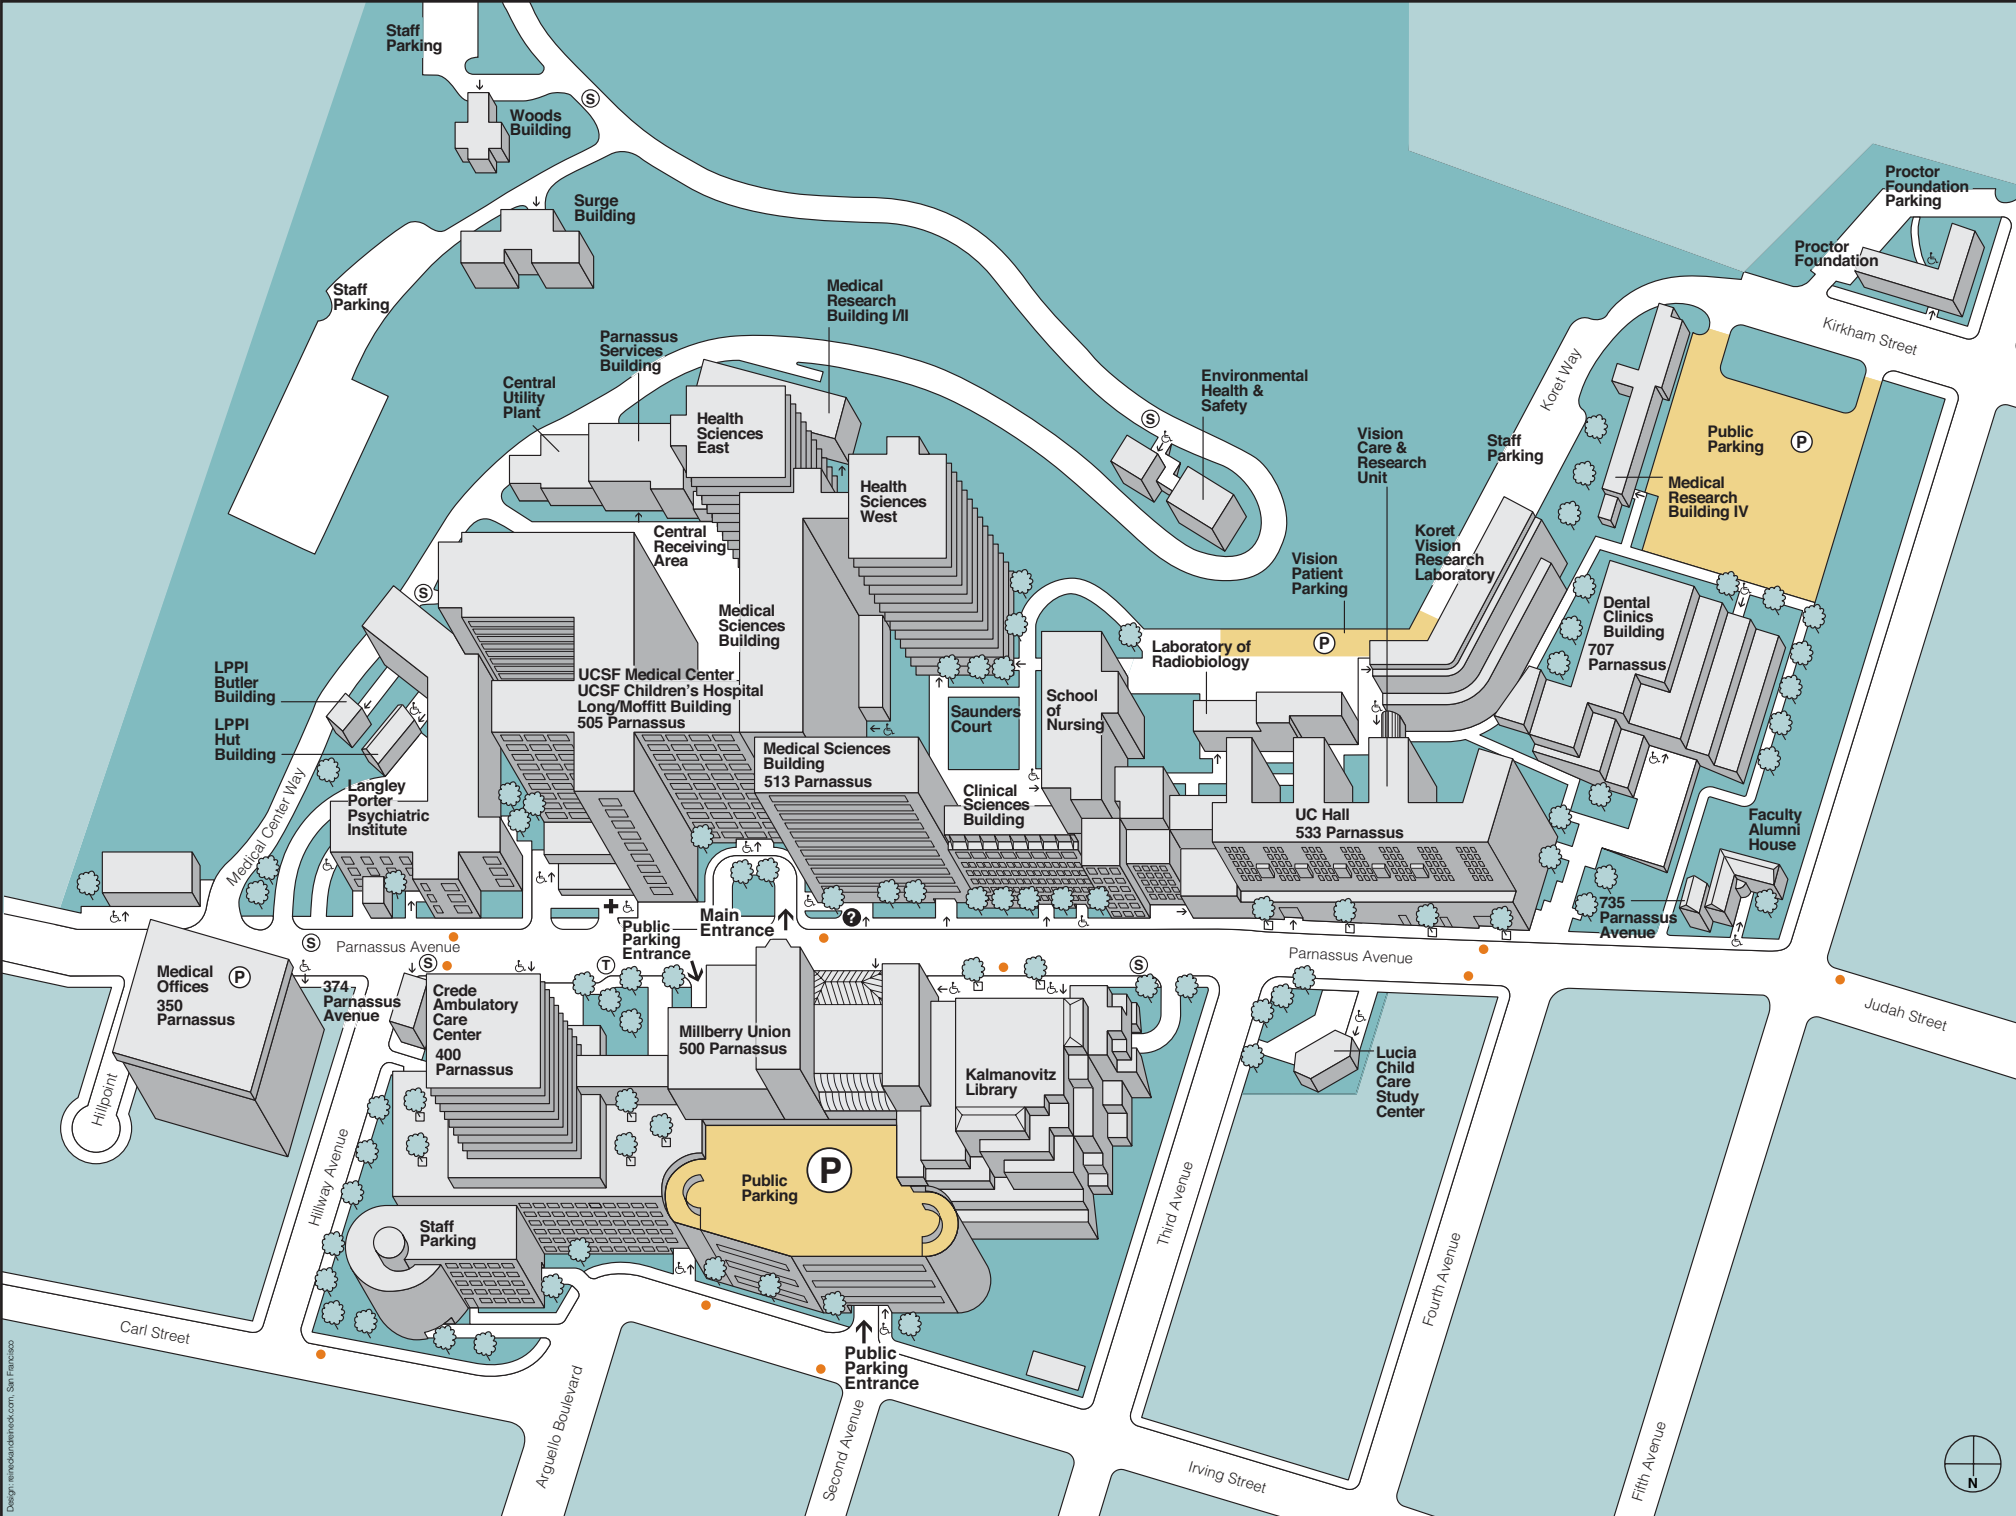 Staff
Parking
Woods
Building
Surge
Building
Staff
Parking
Proctor
Foundation
Parking
Proctor
Foundation
Kirkham Street
Medical
Research
Building I/II
Parnassus
Services
Building
Central
Utility
Plant
Health
Sciences
East
Health
Sciences
West
Central
Receiving
Area
Environmental
Health &
Safety
Koret Way
Staff
Parking
Vision
Care &
Research
Unit
Public
Parking
P
Medical
Research
Building IV
Koret
Vision
Research
Laboratory
Vision
Patient
Parking
P
Dental
Clinics
Building
707
Parnassus
Medical
Sciences
Building
Laboratory of
Radiobiology
LPPI
Butler
Building
LPPI
Hut
Building
UCSF Medical Center
UCSF Children's Hospital
Long/Moffitt Building
505 Parnassus
School
of
Nursing
Saunders
Court
Medical Sciences
Building
513 Parnassus
Clinical
Sciences
Building
UC Hall
533 Parnassus
Langley
Porter
Psychiatric
Institute
Medical Center Way
Faculty
Alumni
House
735
Parnassus
Avenue
Main
Entrance
Public
Parking
Entrance
?
S
S
S
S
S
S
T
Parnassus Avenue
Parnassus Avenue
Judah Street
Medical
Offices
350
Parnassus
P
374
Parnassus
Avenue
Crede
Ambulatory
Care
Center
400
Parnassus
Millberry Union
500 Parnassus
Kalmanovitz
Library
Lucia
Child
Care
Study
Center
Hillpoint
Hillway Avenue
Public
Parking
P
Staff
Parking
Third Avenue
Fourth Avenue
Carl Street
Public
Parking
Entrance
Arguello Boulevard
Second Avenue
Irving Street
Fifth Avenue
N
Design: reineckandreineck.com, San Francisco